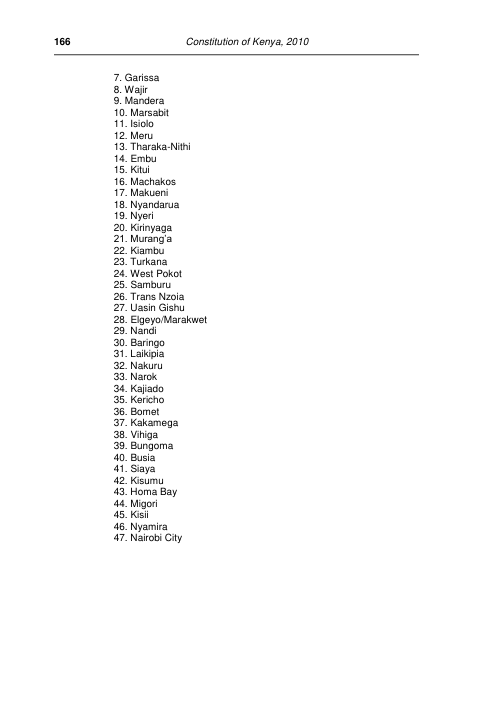 166 Constitution of Kenya, 2010
7. Garissa
8. Wajir
9. Mandera
10. Marsabit
11. Isiolo
12. Meru
13. Tharaka-Nithi
14. Embu
15. Kitui
16. Machakos
17. Makueni
18. Nyandarua
19. Nyeri
20. Kirinyaga
21. Murang'a
22. Kiambu
23. Turkana
24. West Pokot
25. Samburu
26. Trans Nzoia
27. Uasin Gishu
28. Elgeyo/Marakwet
29. Nandi
30. Baringo
31. Laikipia
32. Nakuru
33. Narok
34. Kajiado
35. Kericho
36. Bomet
37. Kakamega
38. Vihiga
39. Bungoma
40. Busia
41. Siaya
42. Kisumu
43. Homa Bay
44. Migori
45. Kisii
46. Nyamira
47. Nairobi City